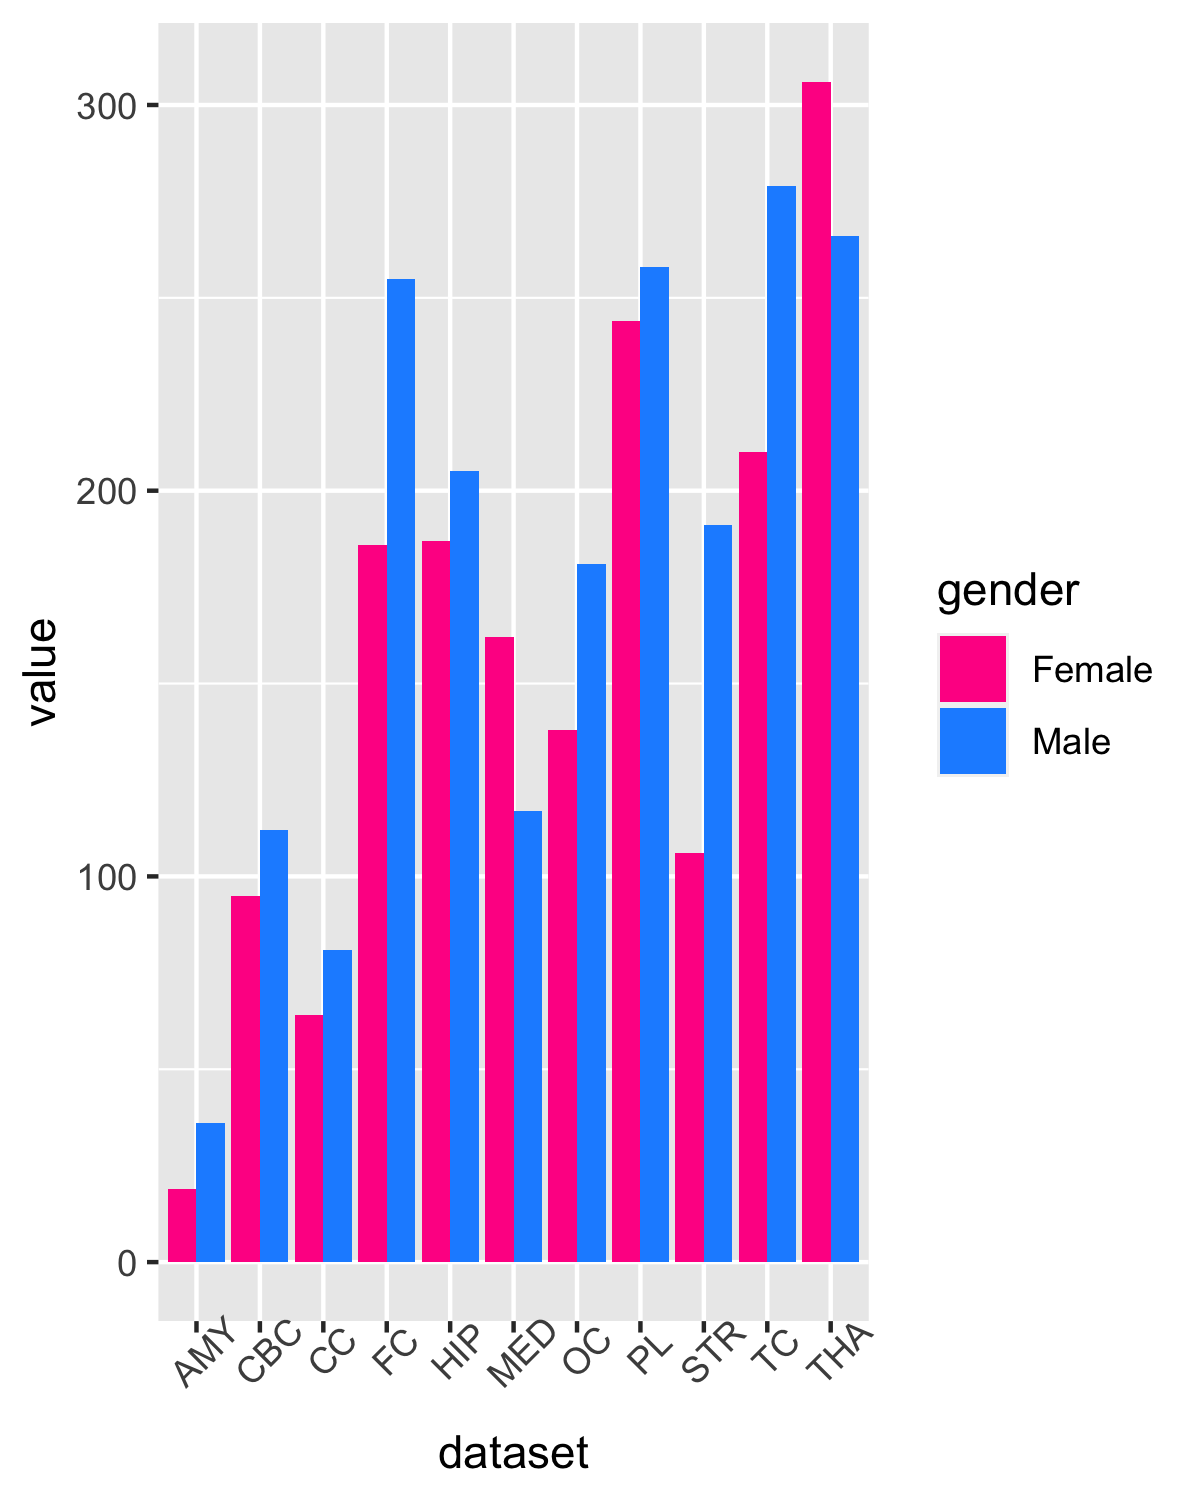 300
200
100
0
value
AMY CBC CC FC HIP MED OC PL STR TC THA
dataset
gender
Female
Male